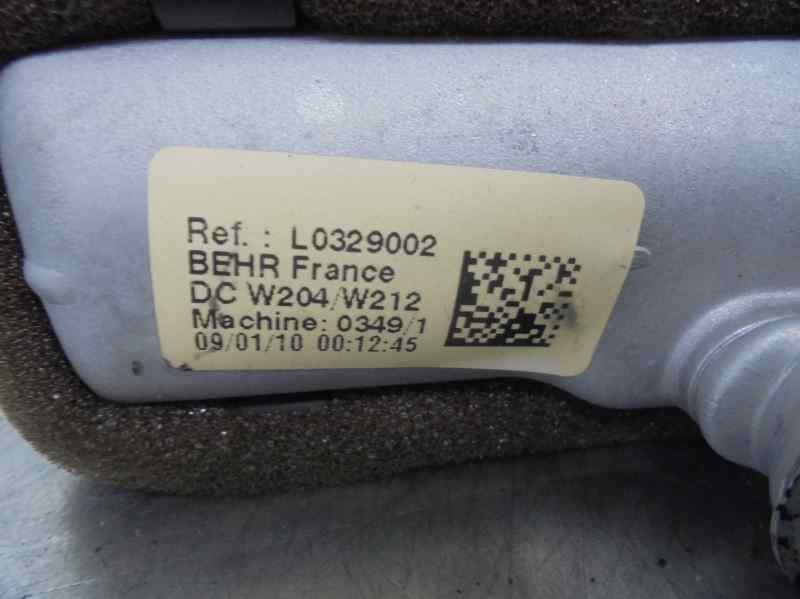 Ref. : L0329002
BEHR France
DC W204/W212
Machine: 0349/1
09/01/10 00:12:45